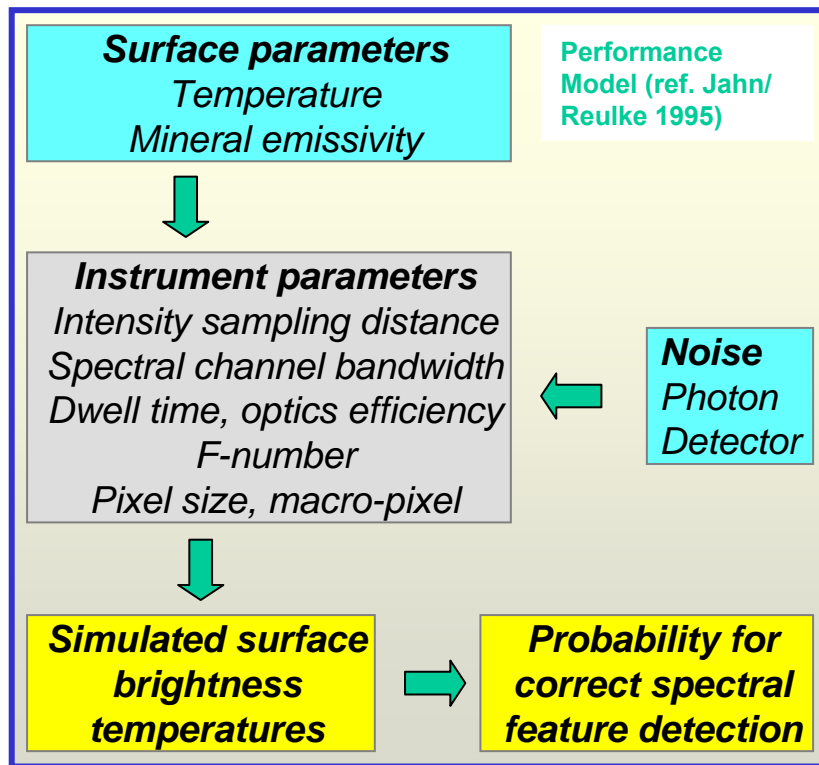 Surface parameters
Temperature
Mineral emissivity
Performance
Model (ref. Jahn/
Reulke 1995)
Instrument parameters
Intensity sampling distance
Spectral channel bandwidth
Dwell time, optics efficiency
F-number
Pixel size, macro-pixel
Noise
Photon
Detector
Simulated surface
brightness
temperatures
Probability for
correct spectral
feature detection